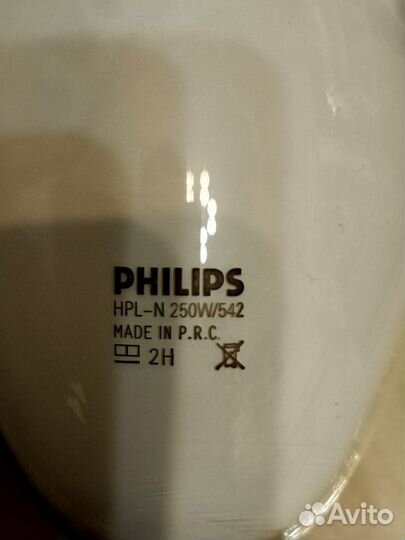 PHILIPS
HPL-N 250W/542
MADE IN P.R.C.
2H
Avito